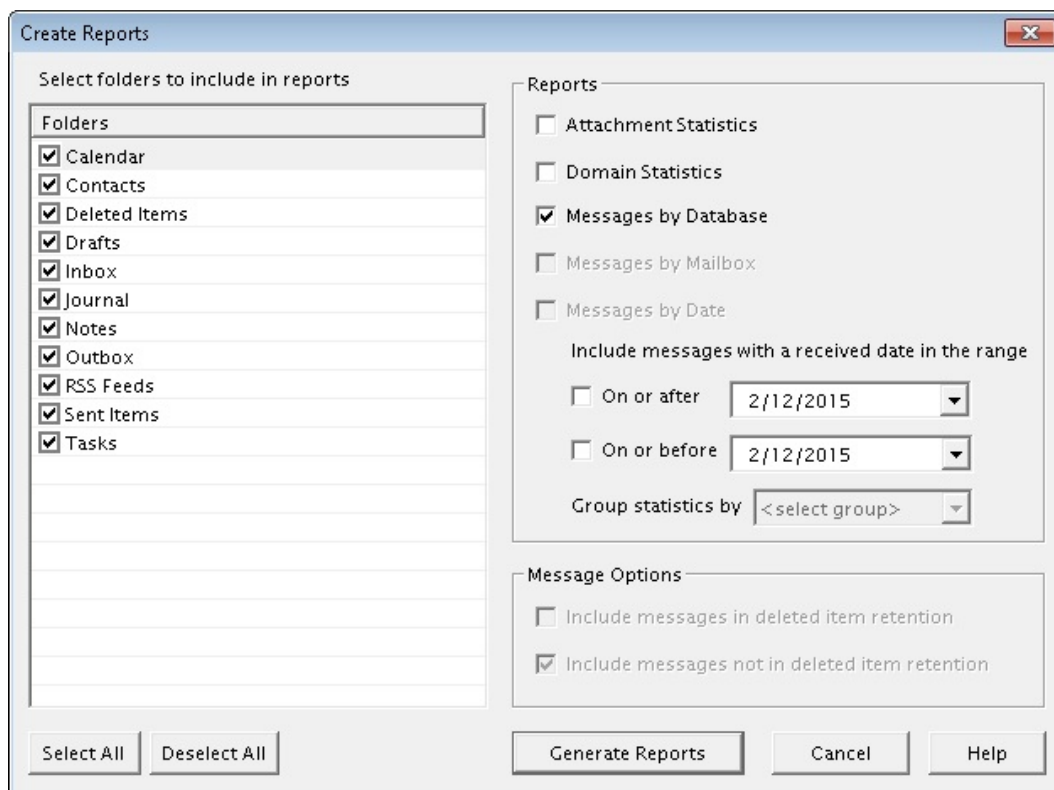 Create Reports
Select folders to include in reports
Folders
Calendar
Contacts
Deleted Items
Drafts
Inbox
Journal
Notes
Outbox
RSS Feeds
Sent Items
Tasks
Select All
Deselect All
Reports
Attachment Statistics
Domain Statistics
Messages by Database
Messages by Mailbox
Messages by Date
Include messages with a received date in the range
On or after 2/12/2015
On or before 2/12/2015
Group statistics by <select group>
Message Options
Include messages in deleted item retention
Include messages not in deleted item retention
Generate Reports
Cancel
Help